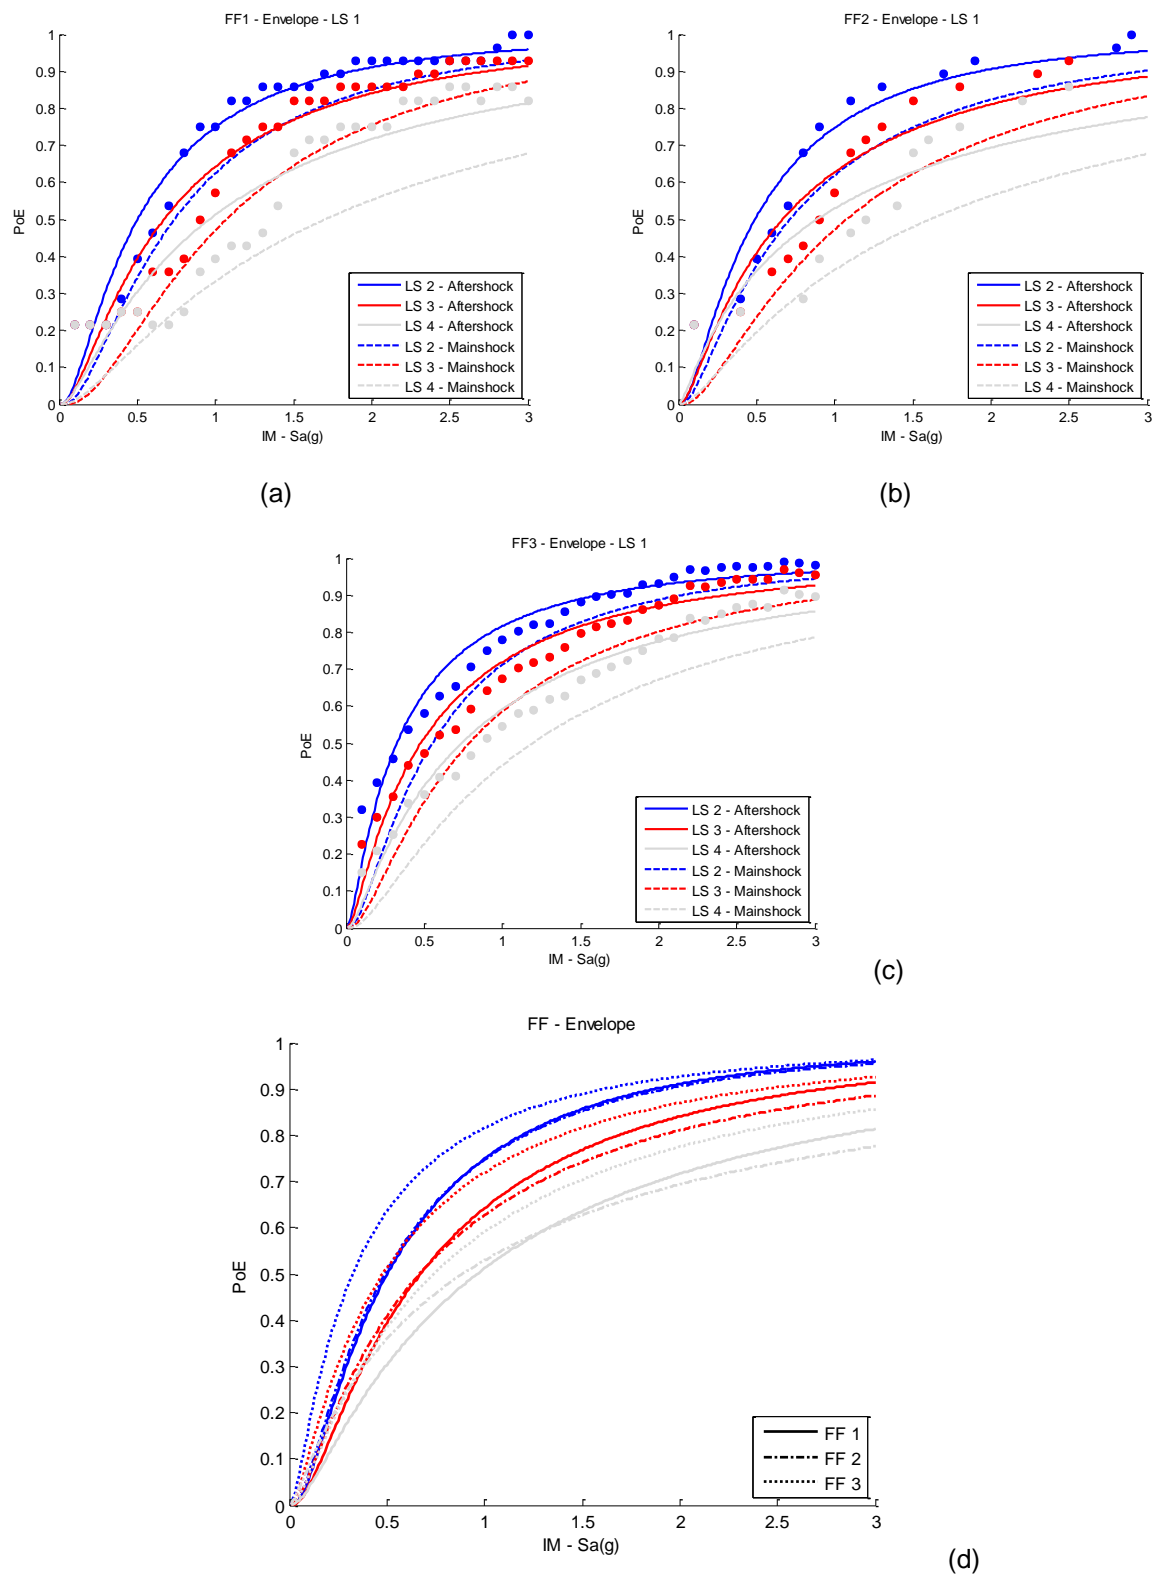 FF1 - Envelope - LS 1
1
0.9
0.8
0.7
0.6
0.5
0.4
0.3
0.2
0.1
0
PoE
0 0.5 1 1.5 2 2.5 3
IM - Sa(g)
LS 2 - Aftershock
LS 3 - Aftershock
LS 4 - Aftershock
LS 2 - Mainshock
LS 3 - Mainshock
LS 4 - Mainshock
(a)
FF2 - Envelope - LS 1
1
0.9
0.8
0.7
0.6
0.5
0.4
0.3
0.2
0.1
0
PoE
0 0.5 1 1.5 2 2.5 3
IM - Sa(g)
LS 2 - Aftershock
LS 3 - Aftershock
LS 4 - Aftershock
LS 2 - Mainshock
LS 3 - Mainshock
LS 4 - Mainshock
(b)
FF3 - Envelope - LS 1
1
0.9
0.8
0.7
0.6
0.5
0.4
0.3
0.2
0.1
0
PoE
0 0.5 1 1.5 2 2.5 3
IM - Sa(g)
LS 2 - Aftershock
LS 3 - Aftershock
LS 4 - Aftershock
LS 2 - Mainshock
LS 3 - Mainshock
LS 4 - Mainshock
(c)
FF - Envelope
1
0.9
0.8
0.7
0.6
0.5
0.4
0.3
0.2
0.1
0
PoE
0 0.5 1 1.5 2 2.5 3
IM - Sa(g)
FF 1
FF 2
FF 3
(d)